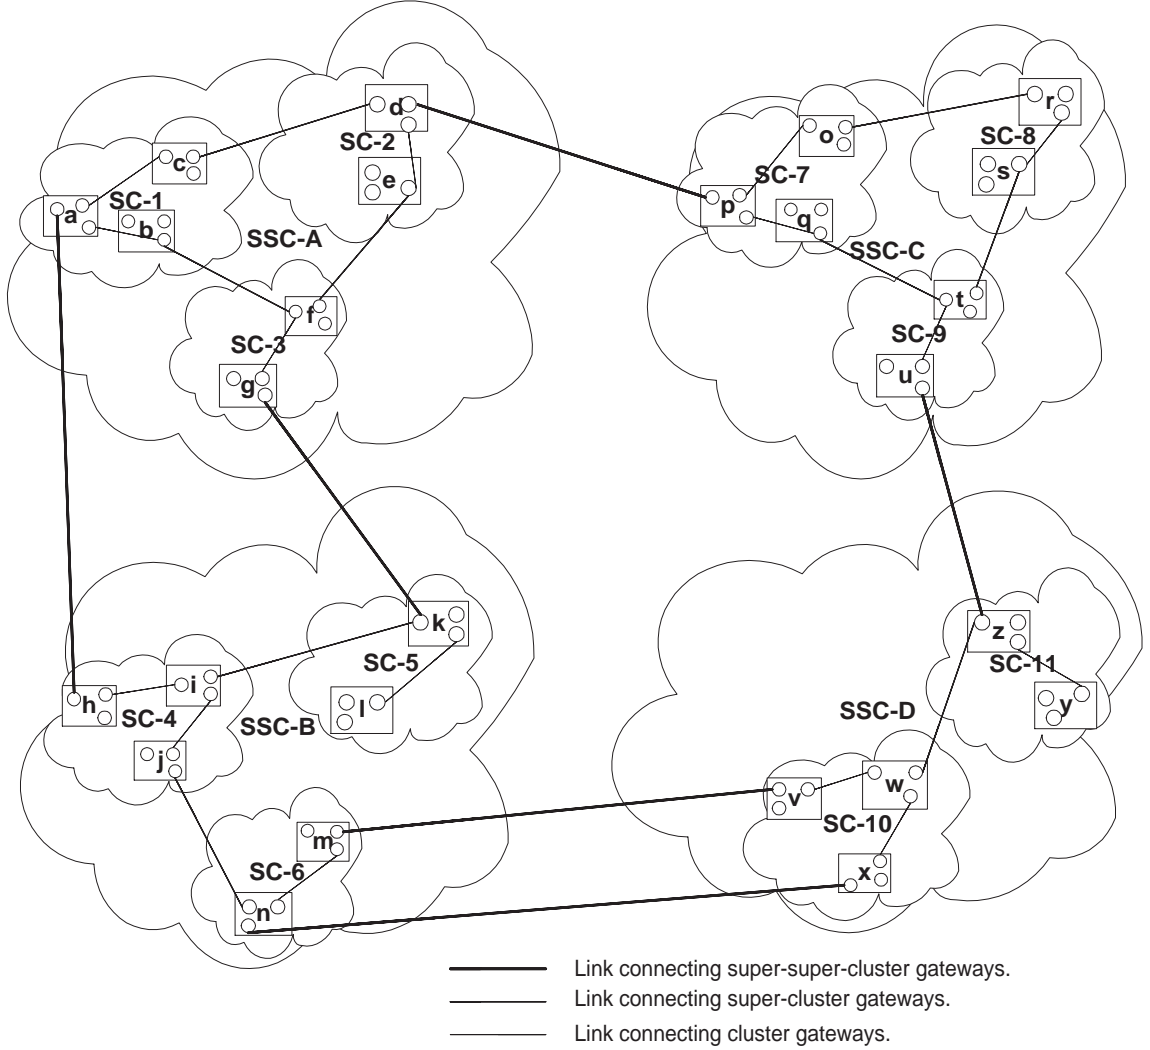 d
SC-2
c
e
a
SC-1
b
SSC-A
f
SC-3
g
r
o
SC-8
SC-7
s
p
q
SSC-C
t
SC-9
u
k
SC-5
i
h
SC-4
l
SSC-B
j
m
SC-6
n
z
SC-11
y
SSC-D
w
v
SC-10
x
Link connecting super-super-cluster gateways.
Link connecting super-cluster gateways.
Link connecting cluster gateways.